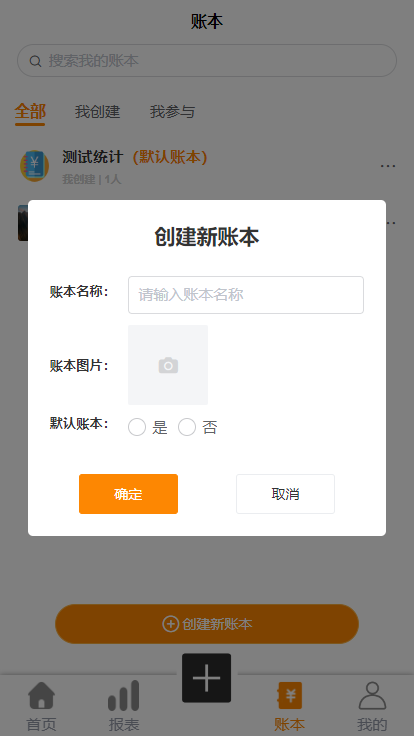 账本
搜索我的账本
全部 我创建 我参与
测试统计（默认账本）
我创建 | 1人
创建新账本
账本名称： 请输入账本名称
账本图片：
默认账本： 是 否
确定 取消
创建新账本
首页 报表 账本 我的